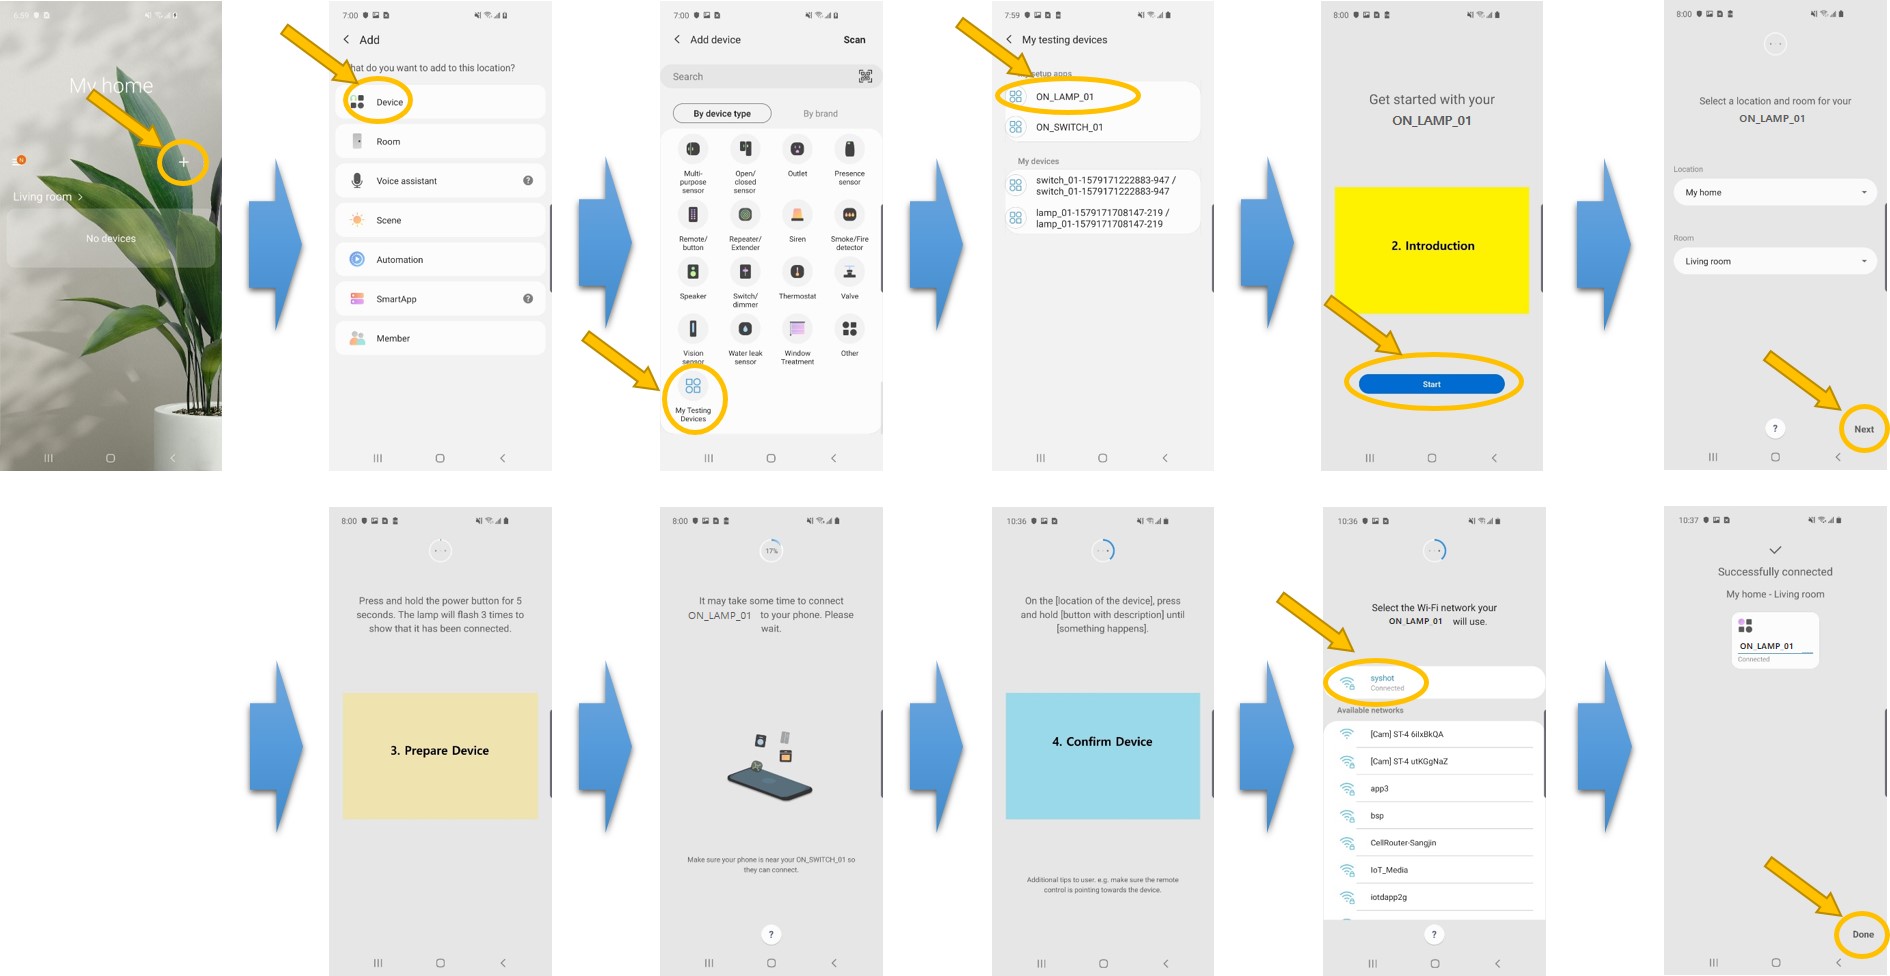 6:59
My home
N
+
Living room >
No devices
7:00
Add
hat do you want to add to this location?
Device
Room
Voice assistant
?
Scene
Automation
SmartApp
?
Member
7:00
Add device
Scan
Search
By device type
By brand
Multi-
purpose
sensor
Open/
closed
sensor
Outlet
Presence
sensor
Remote/
button
Repeater/
Extender
Siren
Smoke/Fire
detector
Speaker
Switch/
dimmer
Thermostat
Valve
Vision
sensor
Water leak
sensor
Window
Treatment
Other
My Testing
Devices
7:59
My testing devices
setup apps
ON_LAMP_01
ON_SWITCH_01
My devices
switch_01-1579171222883-947 /
switch_01-1579171222883-947
lamp_01-1579171708147-219 /
lamp_01-1579171708147-219
8:00
Get started with your
ON_LAMP_01
2. Introduction
Start
8:00
Select a location and room for your
ON_LAMP_01
Location
My home
Room
Living room
?
Next
8:00
Press and hold the power button for 5
seconds. The lamp will flash 3 times to
show that it has been connected.
3. Prepare Device
8:00
17%
It may take some time to connect
ON_LAMP_01 to your phone. Please
wait.
Make sure your phone is near your ON_SWITCH_01 so
they can connect.
?
10:36
On the [location of the device], press
and hold [button with description] until
[something happens].
4. Confirm Device
Additional tips to user, e.g. make sure the remote
control is pointing towards the device.
10:36
Select the Wi-Fi network your
ON_LAMP_01 will use.
syshot
Connected
Available networks
[Cam] ST-4 6ilxBkQA
[Cam] ST-4 utKGgNaZ
app3
bsp
CellRouter-Sangjin
IoT_Media
iotdapp2g
?
10:37
Successfully connected
My home - Living room
ON_LAMP_01
Connected
Done